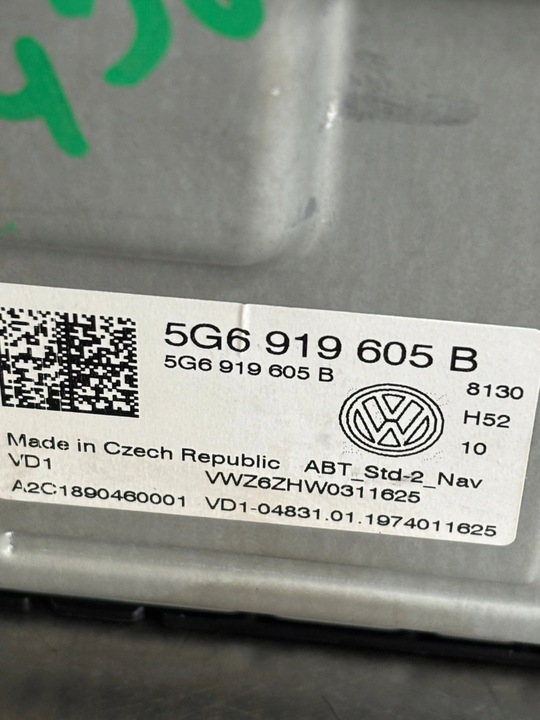 5G6 919 605 B
5G6 919 605 B
8130
H52
10
Made in Czech Republic ABT_Std-2_Nav
VD1 VWZ6ZHW0311625
A2C1890460001 VD1-04831.01.1974011625